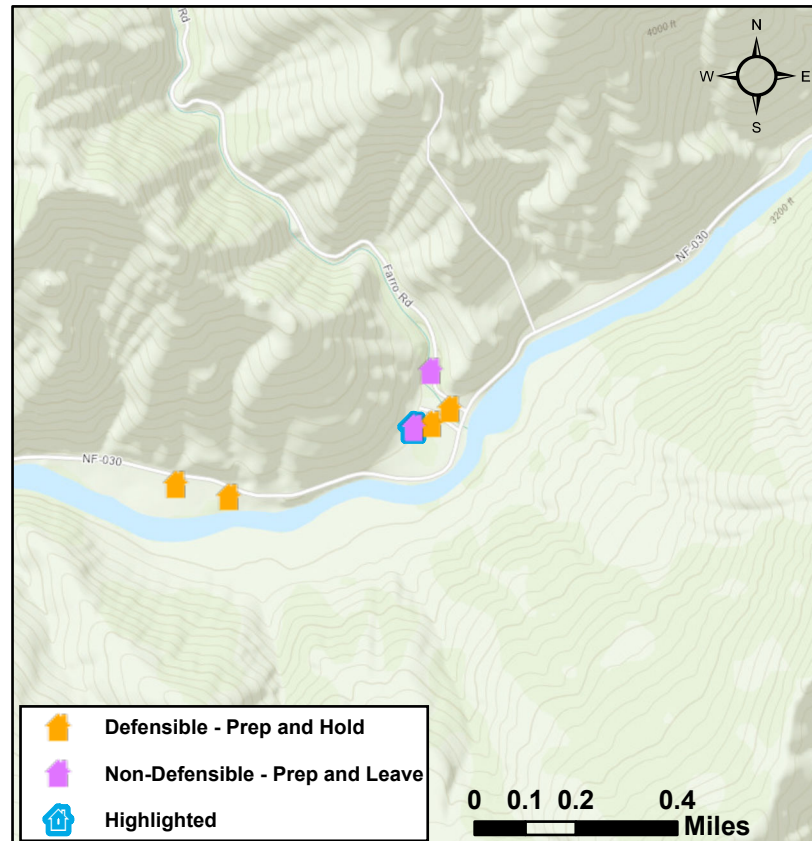 Rd
4000 ft
N
W
E
S
3200 ft
NF-030
Farro Rd
NF-030
Defensible - Prep and Hold
Non-Defensible - Prep and Leave
Highlighted
0 0.1 0.2 0.4
Miles
Rd